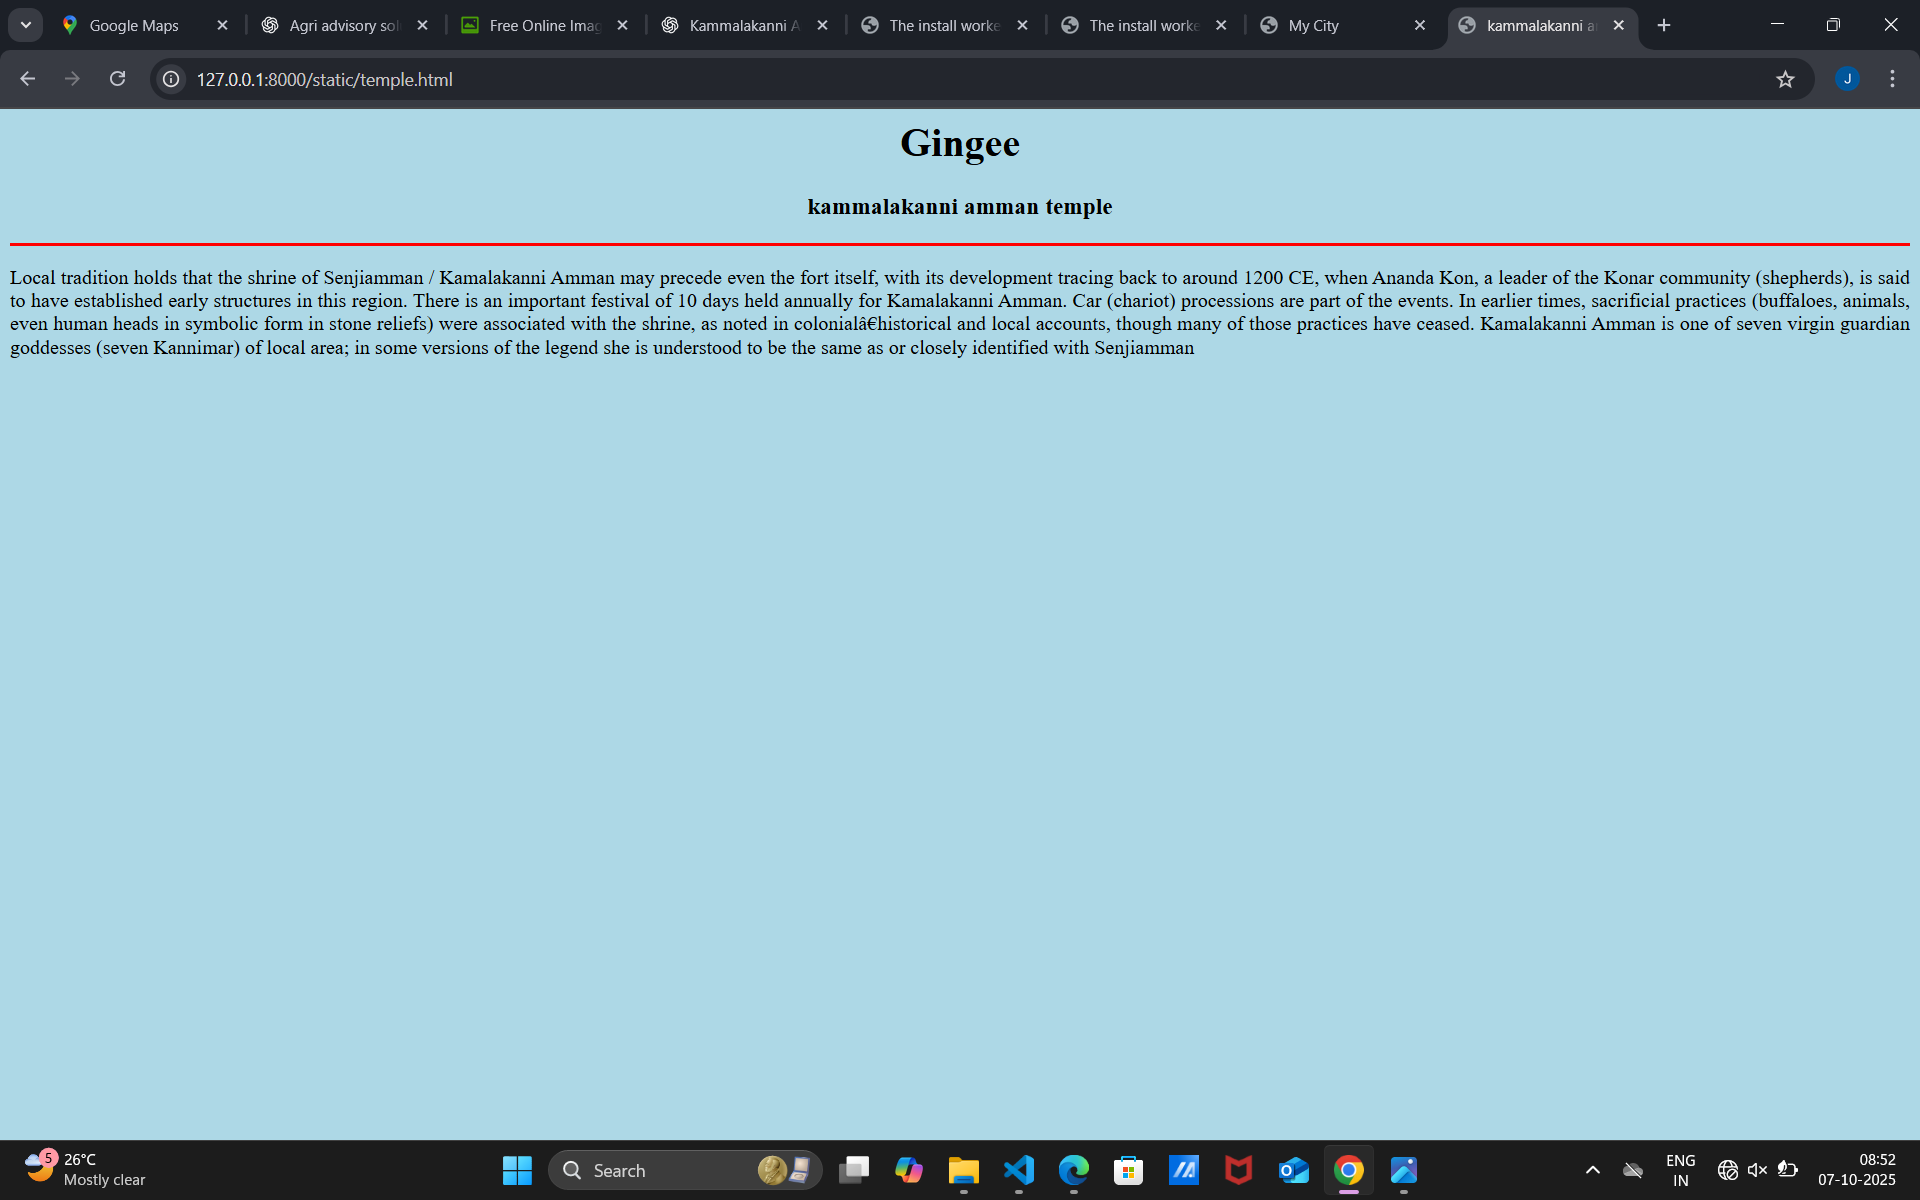 Google Maps
Agri advisory sol
Free Online Imag
Kammalakanni A
The install worke
The install worke
My City
kammalakanni a
127.0.0.1:8000/static/temple.html
J
Gingee
kammalakanni amman temple
Local tradition holds that the shrine of Senjiamman / Kamalakanni Amman may precede even the fort itself, with its development tracing back to around 1200 CE, when Ananda Kon, a leader of the Konar community (shepherds), is said
to have established early structures in this region. There is an important festival of 10 days held annually for Kamalakanni Amman. Car (chariot) processions are part of the events. In earlier times, sacrificial practices (buffaloes, animals,
even human heads in symbolic form in stone reliefs) were associated with the shrine, as noted in colonialâ€historical and local accounts, though many of those practices have ceased. Kamalakanni Amman is one of seven virgin guardian
goddesses (seven Kannimar) of local area; in some versions of the legend she is understood to be the same as or closely identified with Senjiamman
5
26°C
Mostly clear
Search
ENG
IN
08:52
07-10-2025